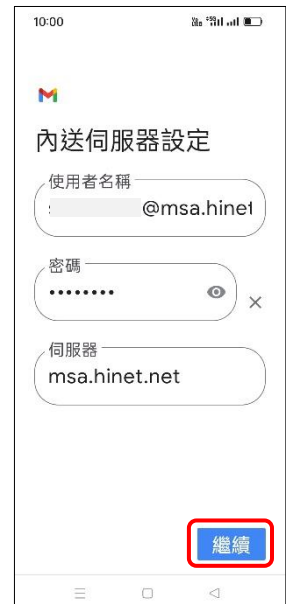 10:00
內送伺服器設定
使用者名稱
@msa.hinet
密碼
••••••••
伺服器
msa.hinet.net
繼續